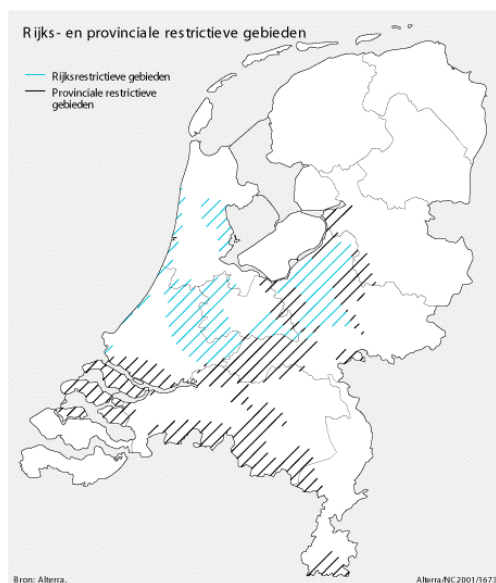 Rijks- en provinciale restrictieve gebieden
Rijksrestrictieve gebieden
Provinciale restrictieve
gebieden
Bron: Alterra.
Alterra/NC2001/1673